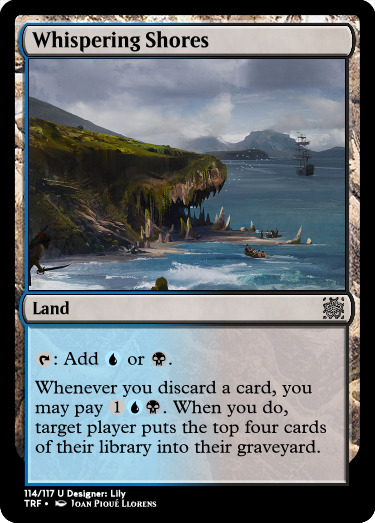 Whispering Shores
Land
: Add or .
Whenever you discard a card, you
may pay 1 . When you do,
target player puts the top four cards
of their library into their graveyard.
114/117 U Designer: Lily
TRF • Joan Piqué Llorens